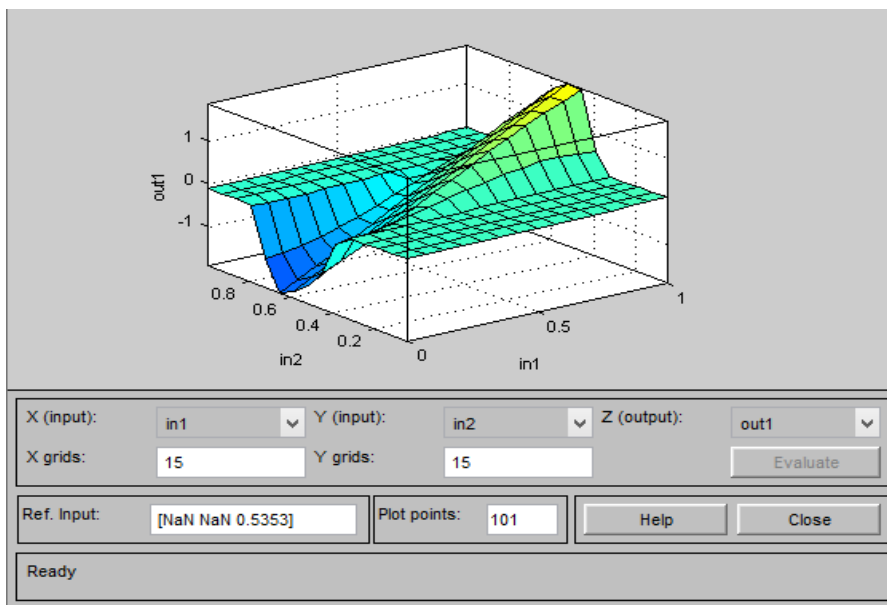 1
0
-1
out1
0.8
0.6
0.4
0.2
in2
0
0.5
1
in1
X (input): in1 Y (input): in2 Z (output): out1
X grids: 15 Y grids: 15 Evaluate
Ref. Input: [NaN NaN 0.5353] Plot points: 101 Help Close
Ready